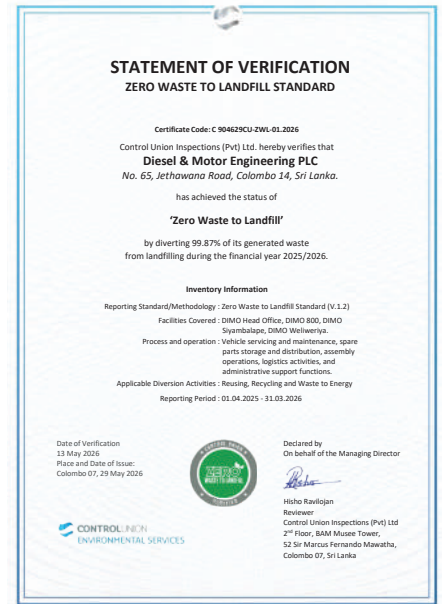 STATEMENT OF VERIFICATION
ZERO WASTE TO LANDFILL STANDARD
Certificate Code: C 904629CU-ZWL-01.2026
Control Union Inspections (Pvt) Ltd. hereby verifies that
Diesel & Motor Engineering PLC
No. 65, Jethawana Road, Colombo 14, Sri Lanka.
has achieved the status of
‘Zero Waste to Landfill’
by diverting 99.87% of its generated waste
from landfilling during the financial year 2025/2026.
Inventory Information
Reporting Standard/Methodology : Zero Waste to Landfill Standard (V.1.2)
Facilities Covered : DIMO Head Office, DIMO 800, DIMO
Siyambalape, DIMO Weliweriya.
Process and operation : Vehicle servicing and maintenance, spare
parts storage and distribution, assembly
operations, logistics activities, and
administrative support functions.
Applicable Diversion Activities : Reusing, Recycling and Waste to Energy
Reporting Period : 01.04.2025 - 31.03.2026
Date of Verification
13 May 2026
Place and Date of Issue:
Colombo 07, 29 May 2026
CONTROL UNION
ZERO
WASTE TO LANDFILL
VERIFIED
Declared by
On behalf of the Managing Director
Hisho Ravilojan
Reviewer
Control Union Inspections (Pvt) Ltd
2nd Floor, BAM Musee Tower,
52 Sir Marcus Fernando Mawatha,
Colombo 07, Sri Lanka
CONTROLUNION
ENVIRONMENTAL SERVICES